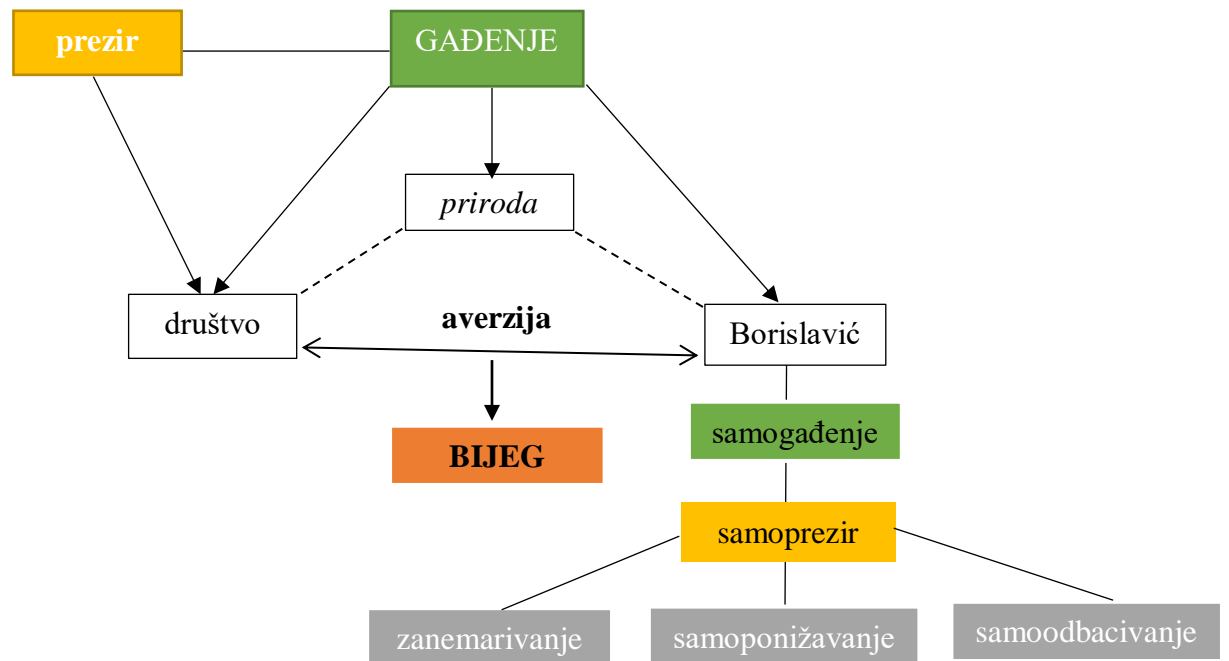 prezir
GAĐENJE
priroda
društvo
averzija
Borislavić
samogađenje
BIJEG
samoprezir
zanemarivanje
samoponižavanje
samoodbacivanje